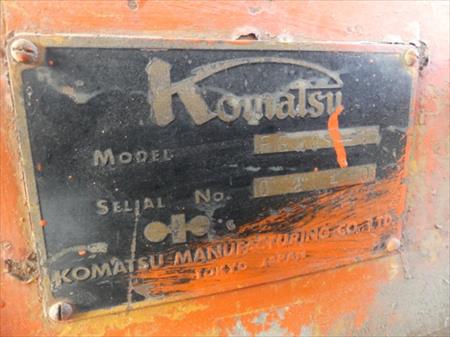 Komatsu
MODEL
SELIAL No.
KOMATSU MANUFACTURING CO., LTD.
TOKYO JAPAN